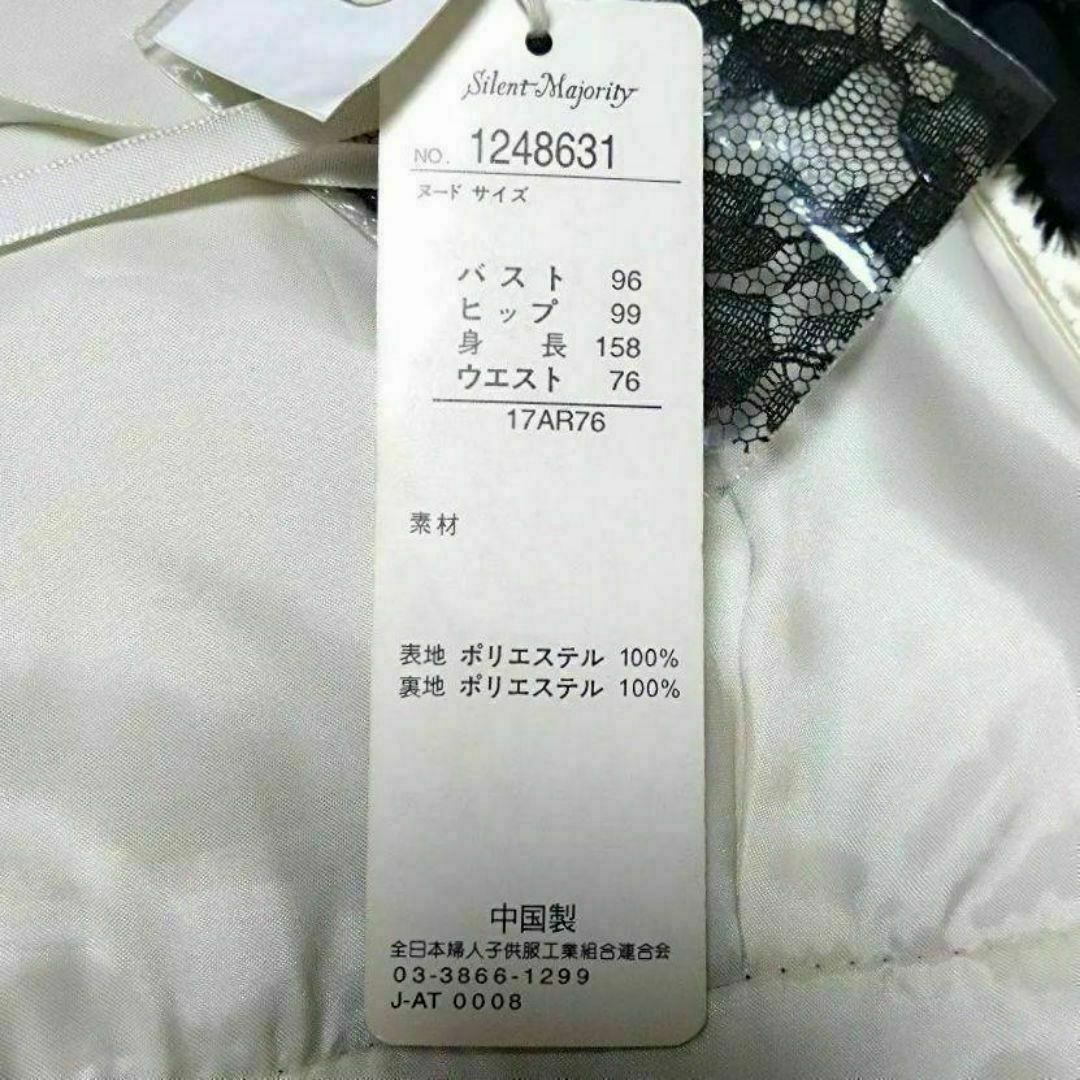 Silent Majority
NO. 1248631
ヌード サイズ
バスト 96
ヒップ 99
身長 158
ウエスト 76
17AR76
素材
表地 ポリエステル 100%
裏地 ポリエステル 100%
中国製
全日本婦人子供服工業組合連合会
03-3866-1299
J-AT 0008